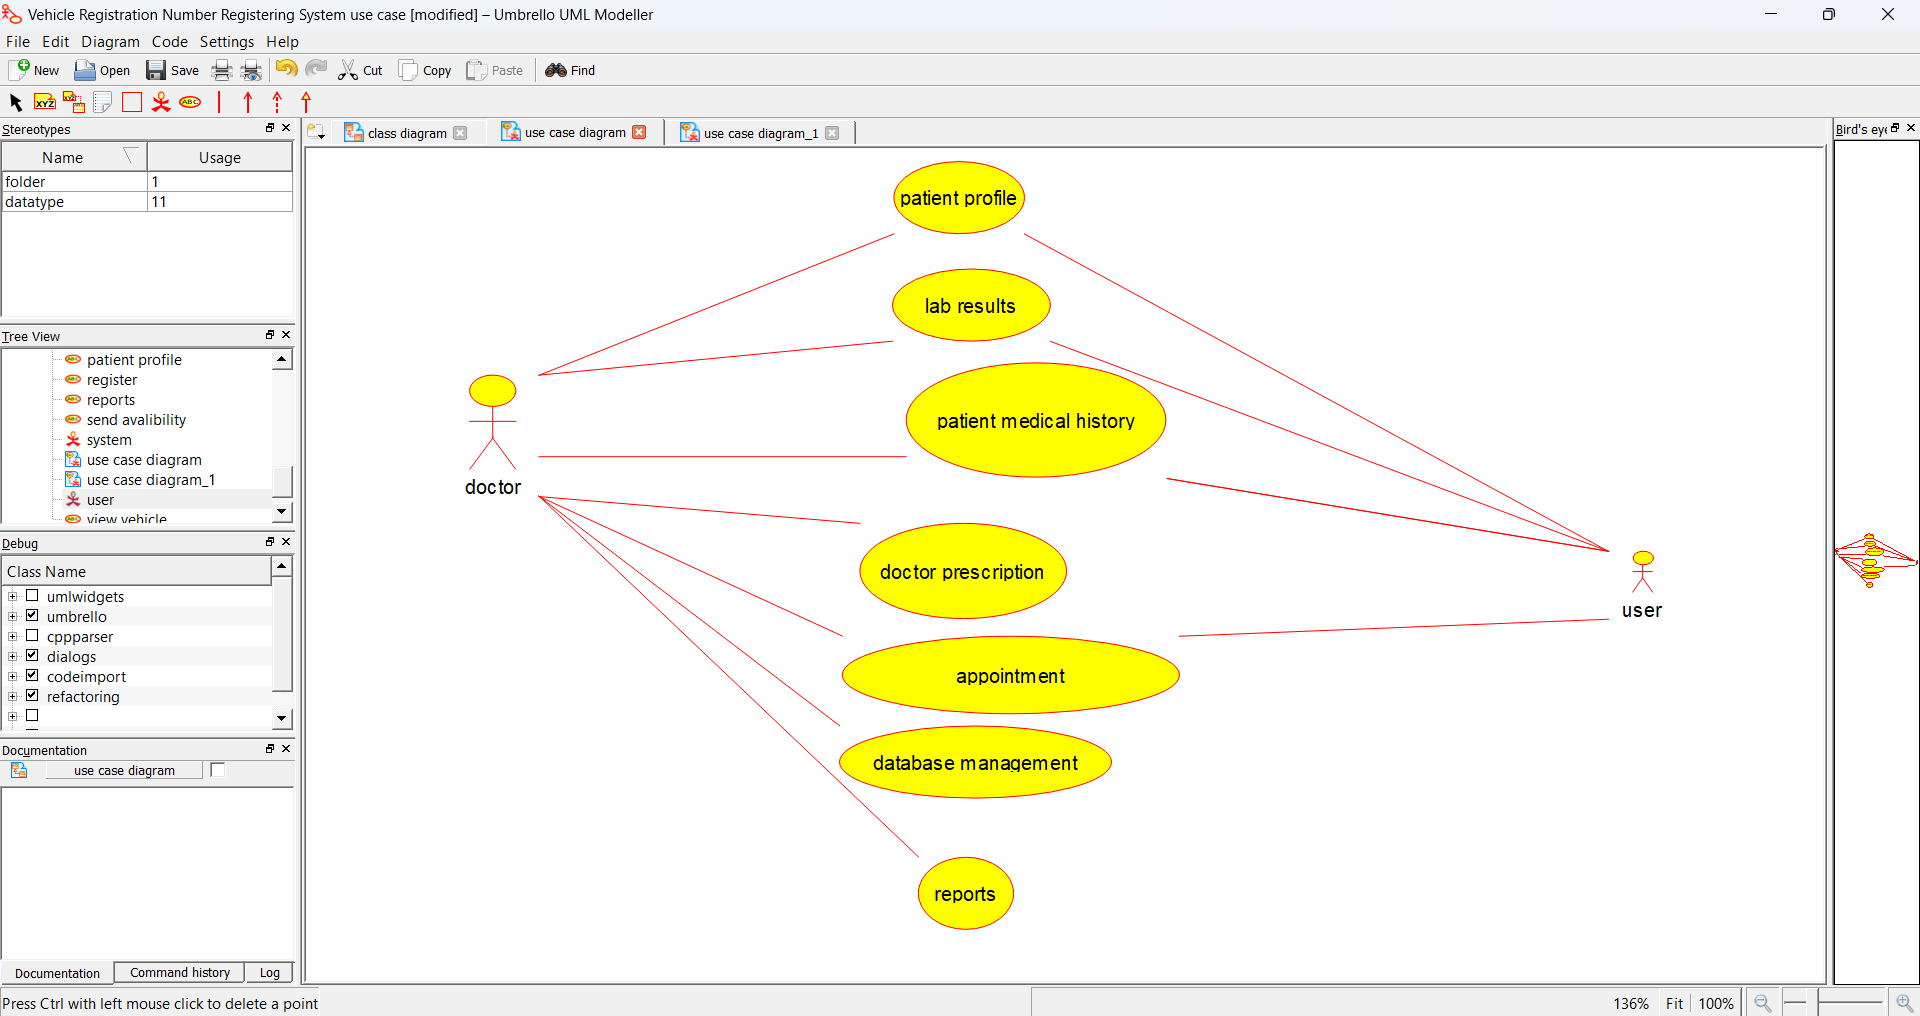 Vehicle Registration Number Registering System use case [modified] – Umbrello UML Modeller
File Edit Diagram Code Settings Help
New Open Save Cut Copy Paste Find
XYZ XYZ ABC
Stereotypes
Name Usage
folder 1
datatype 11
Tree View
patient profile
register
reports
send avalibility
system
use case diagram
use case diagram_1
user
view vehicle
Debug
Class Name
umlwidgets
umbrello
cppparser
dialogs
codeimport
refactoring
Documentation
use case diagram
Documentation Command history Log
class diagram use case diagram use case diagram_1
patient profile
lab results
patient medical history
doctor
doctor prescription
user
appointment
database management
reports
Bird's eye
Press Ctrl with left mouse click to delete a point
136% Fit 100%